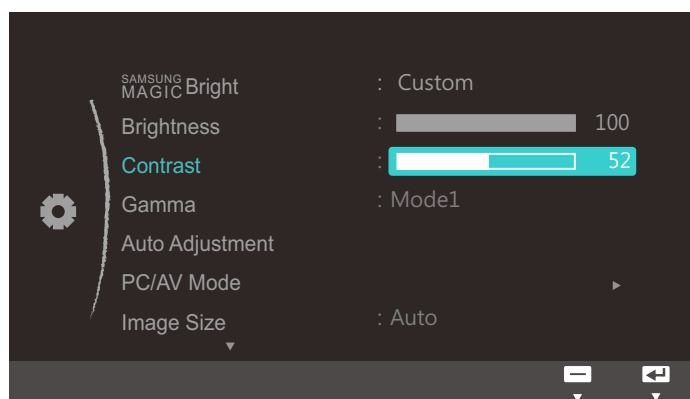 SAMSUNG MAGIC Bright : Custom
Brightness : 100
Contrast : 52
Gamma : Mode1
Auto Adjustment
PC/AV Mode
Image Size : Auto